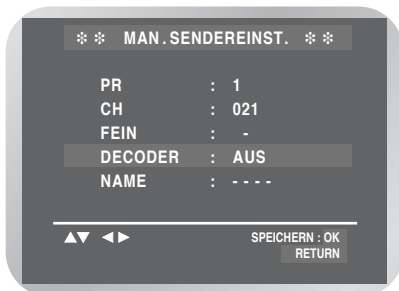 ❄❄ MAN.SENDEREINST. ❄❄
PR : 1
CH : 021
FEIN : -
DECODER : AUS
NAME : - - - -
▲▼ ◄► SPEICHERN : OK
RETURN